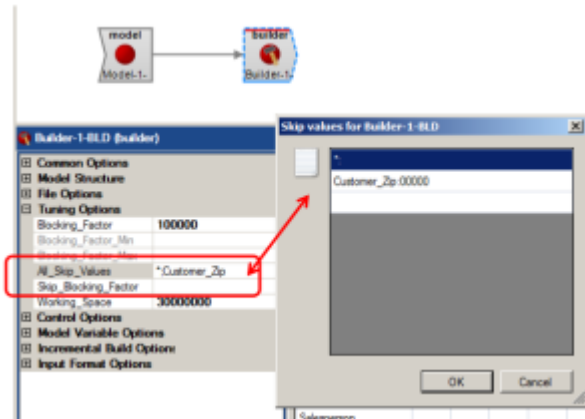 model
Model-1-
builder
Builder-1
Builder-1-BLD (builder)
Common Options
Model Structure
File Options
Tuning Options
Blocking_Factor 100000
Blocking_Factor_Min
Blocking_Factor_Max
All_Skip_Values *:Customer_Zip
Skip_Blocking_Factor
Working_Space 30000000
Control Options
Model Variable Options
Incremental Build Options
Input Format Options
Skip values for Builder-1-BLD
*:
Customer_Zip:00000
OK Cancel
Salesperson